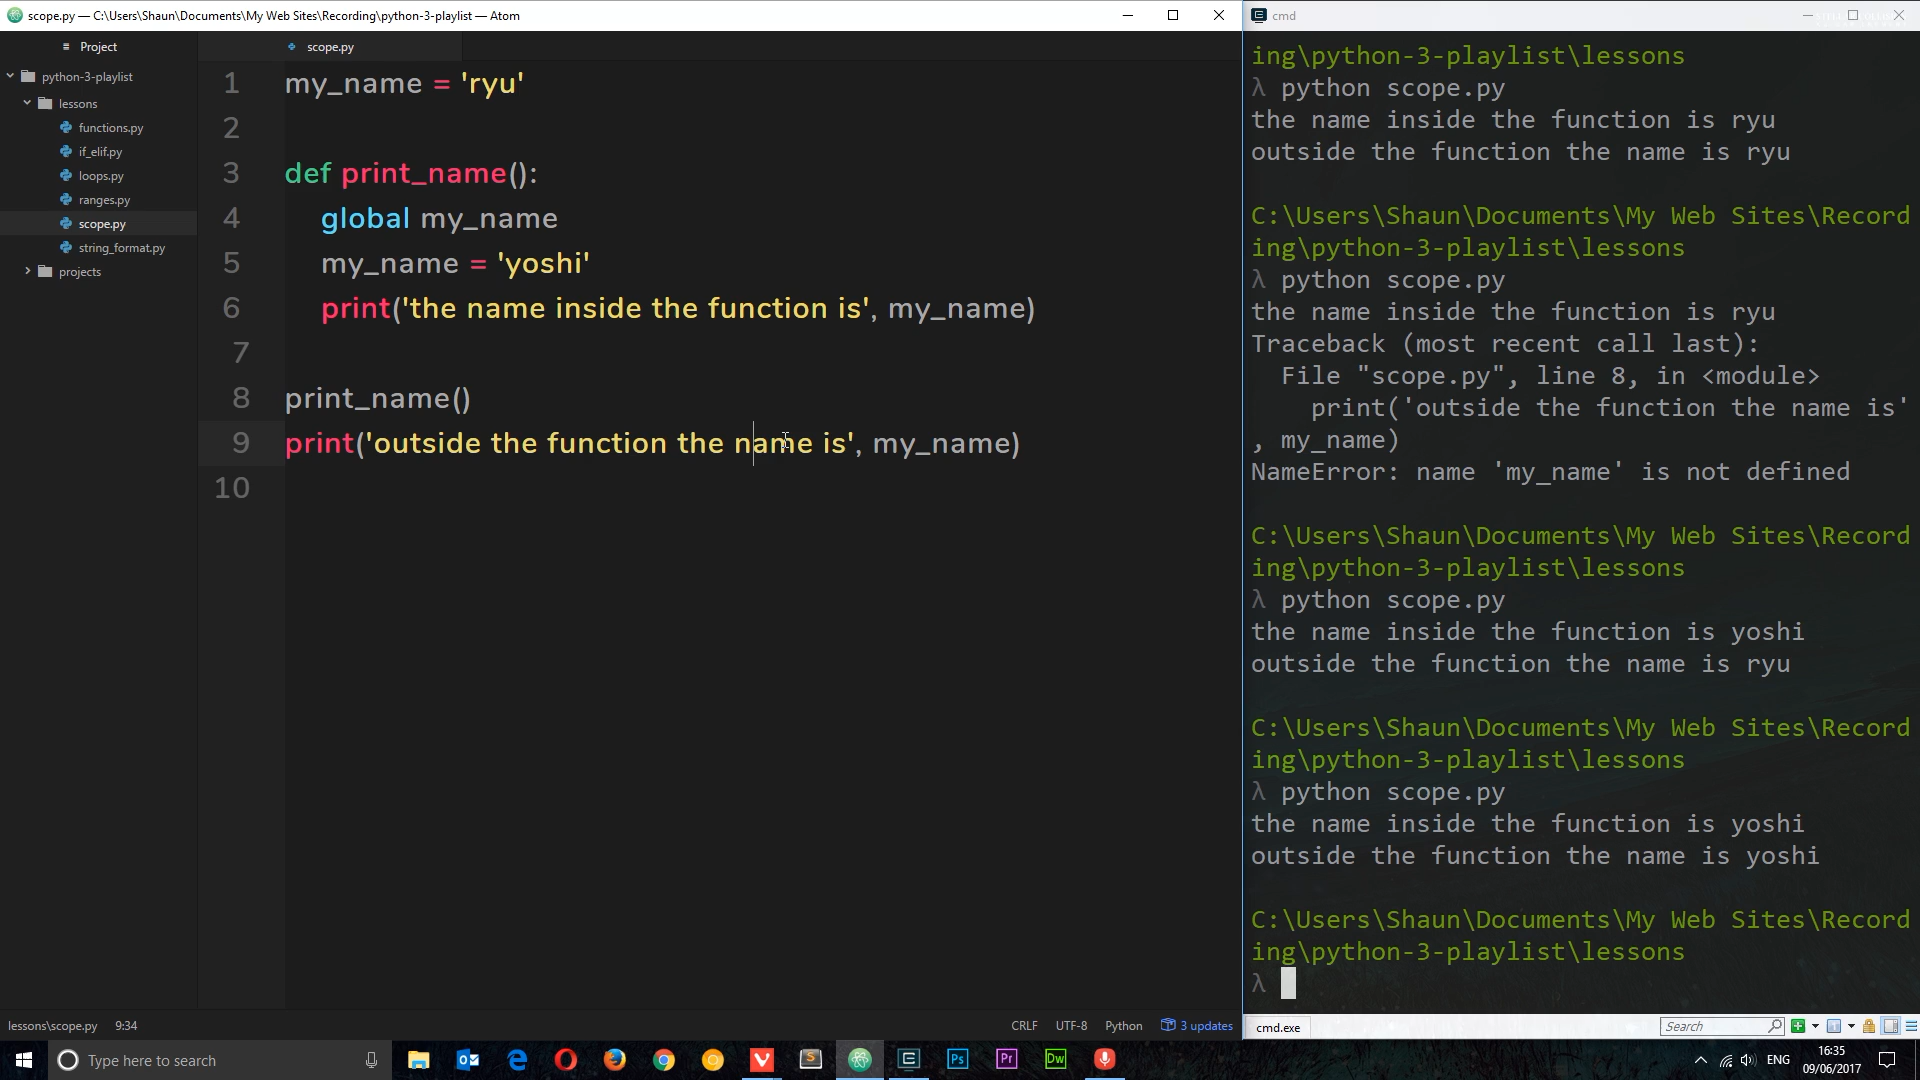 scope.py — C:\Users\Shaun\Documents\My Web Sites\Recording\python-3-playlist — Atom
Project
python-3-playlist
lessons
functions.py
if_elif.py
loops.py
ranges.py
scope.py
string_format.py
projects
scope.py
1 my_name = 'ryu'
2
3 def print_name():
4 global my_name
5 my_name = 'yoshi'
6 print('the name inside the function is', my_name)
7
8 print_name()
9 print('outside the function the name is', my_name)
10
lessons\scope.py 9:34
CRLF UTF-8 Python 3 updates
cmd
ing\python-3-playlist\lessons
λ python scope.py
the name inside the function is ryu
outside the function the name is ryu
C:\Users\Shaun\Documents\My Web Sites\Record
ing\python-3-playlist\lessons
λ python scope.py
the name inside the function is ryu
Traceback (most recent call last):
File "scope.py", line 8, in <module>
print('outside the function the name is'
, my_name)
NameError: name 'my_name' is not defined
C:\Users\Shaun\Documents\My Web Sites\Record
ing\python-3-playlist\lessons
λ python scope.py
the name inside the function is yoshi
outside the function the name is ryu
C:\Users\Shaun\Documents\My Web Sites\Record
ing\python-3-playlist\lessons
λ python scope.py
the name inside the function is yoshi
outside the function the name is yoshi
C:\Users\Shaun\Documents\My Web Sites\Record
ing\python-3-playlist\lessons
λ
cmd.exe
Search
Type here to search
S
Ps
Pr
Dw
ENG
16:35
09/06/2017